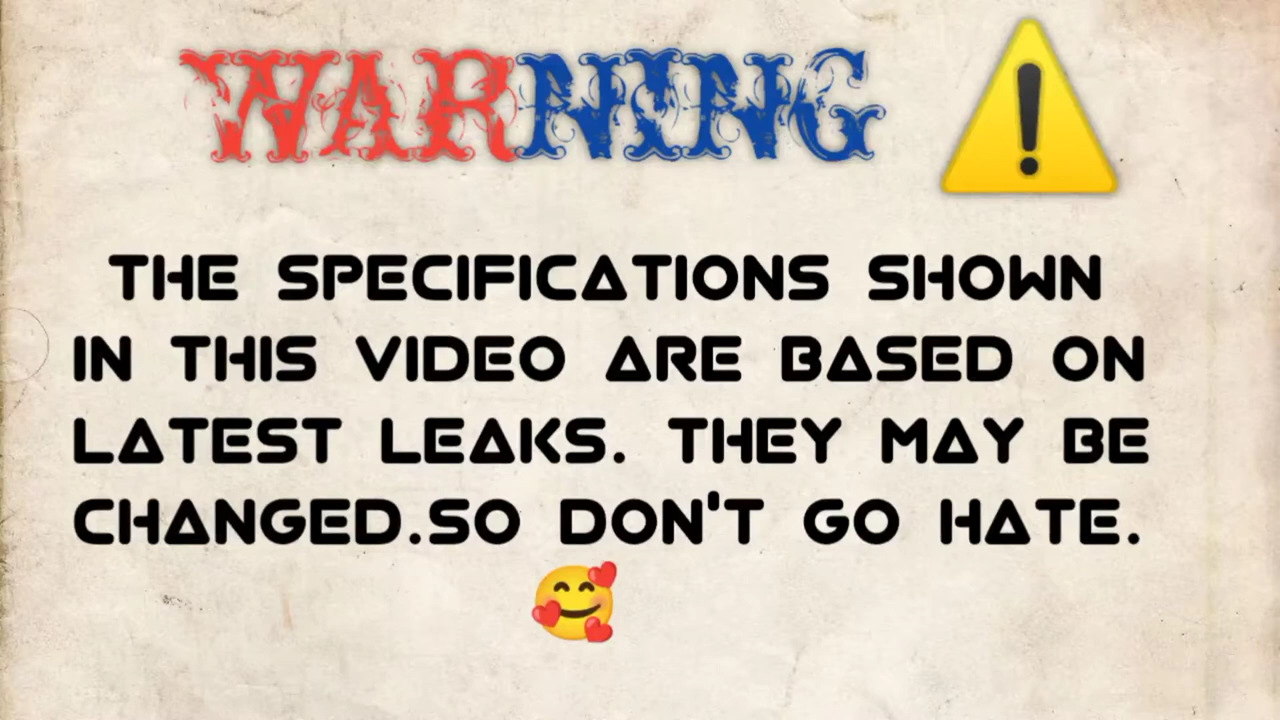 WARNING ⚠️
THE SPECIFICATIONS SHOWN
IN THIS VIDEO ARE BASED ON
LATEST LEAKS. THEY MAY BE
CHANGED.SO DON'T GO HATE.
🥰